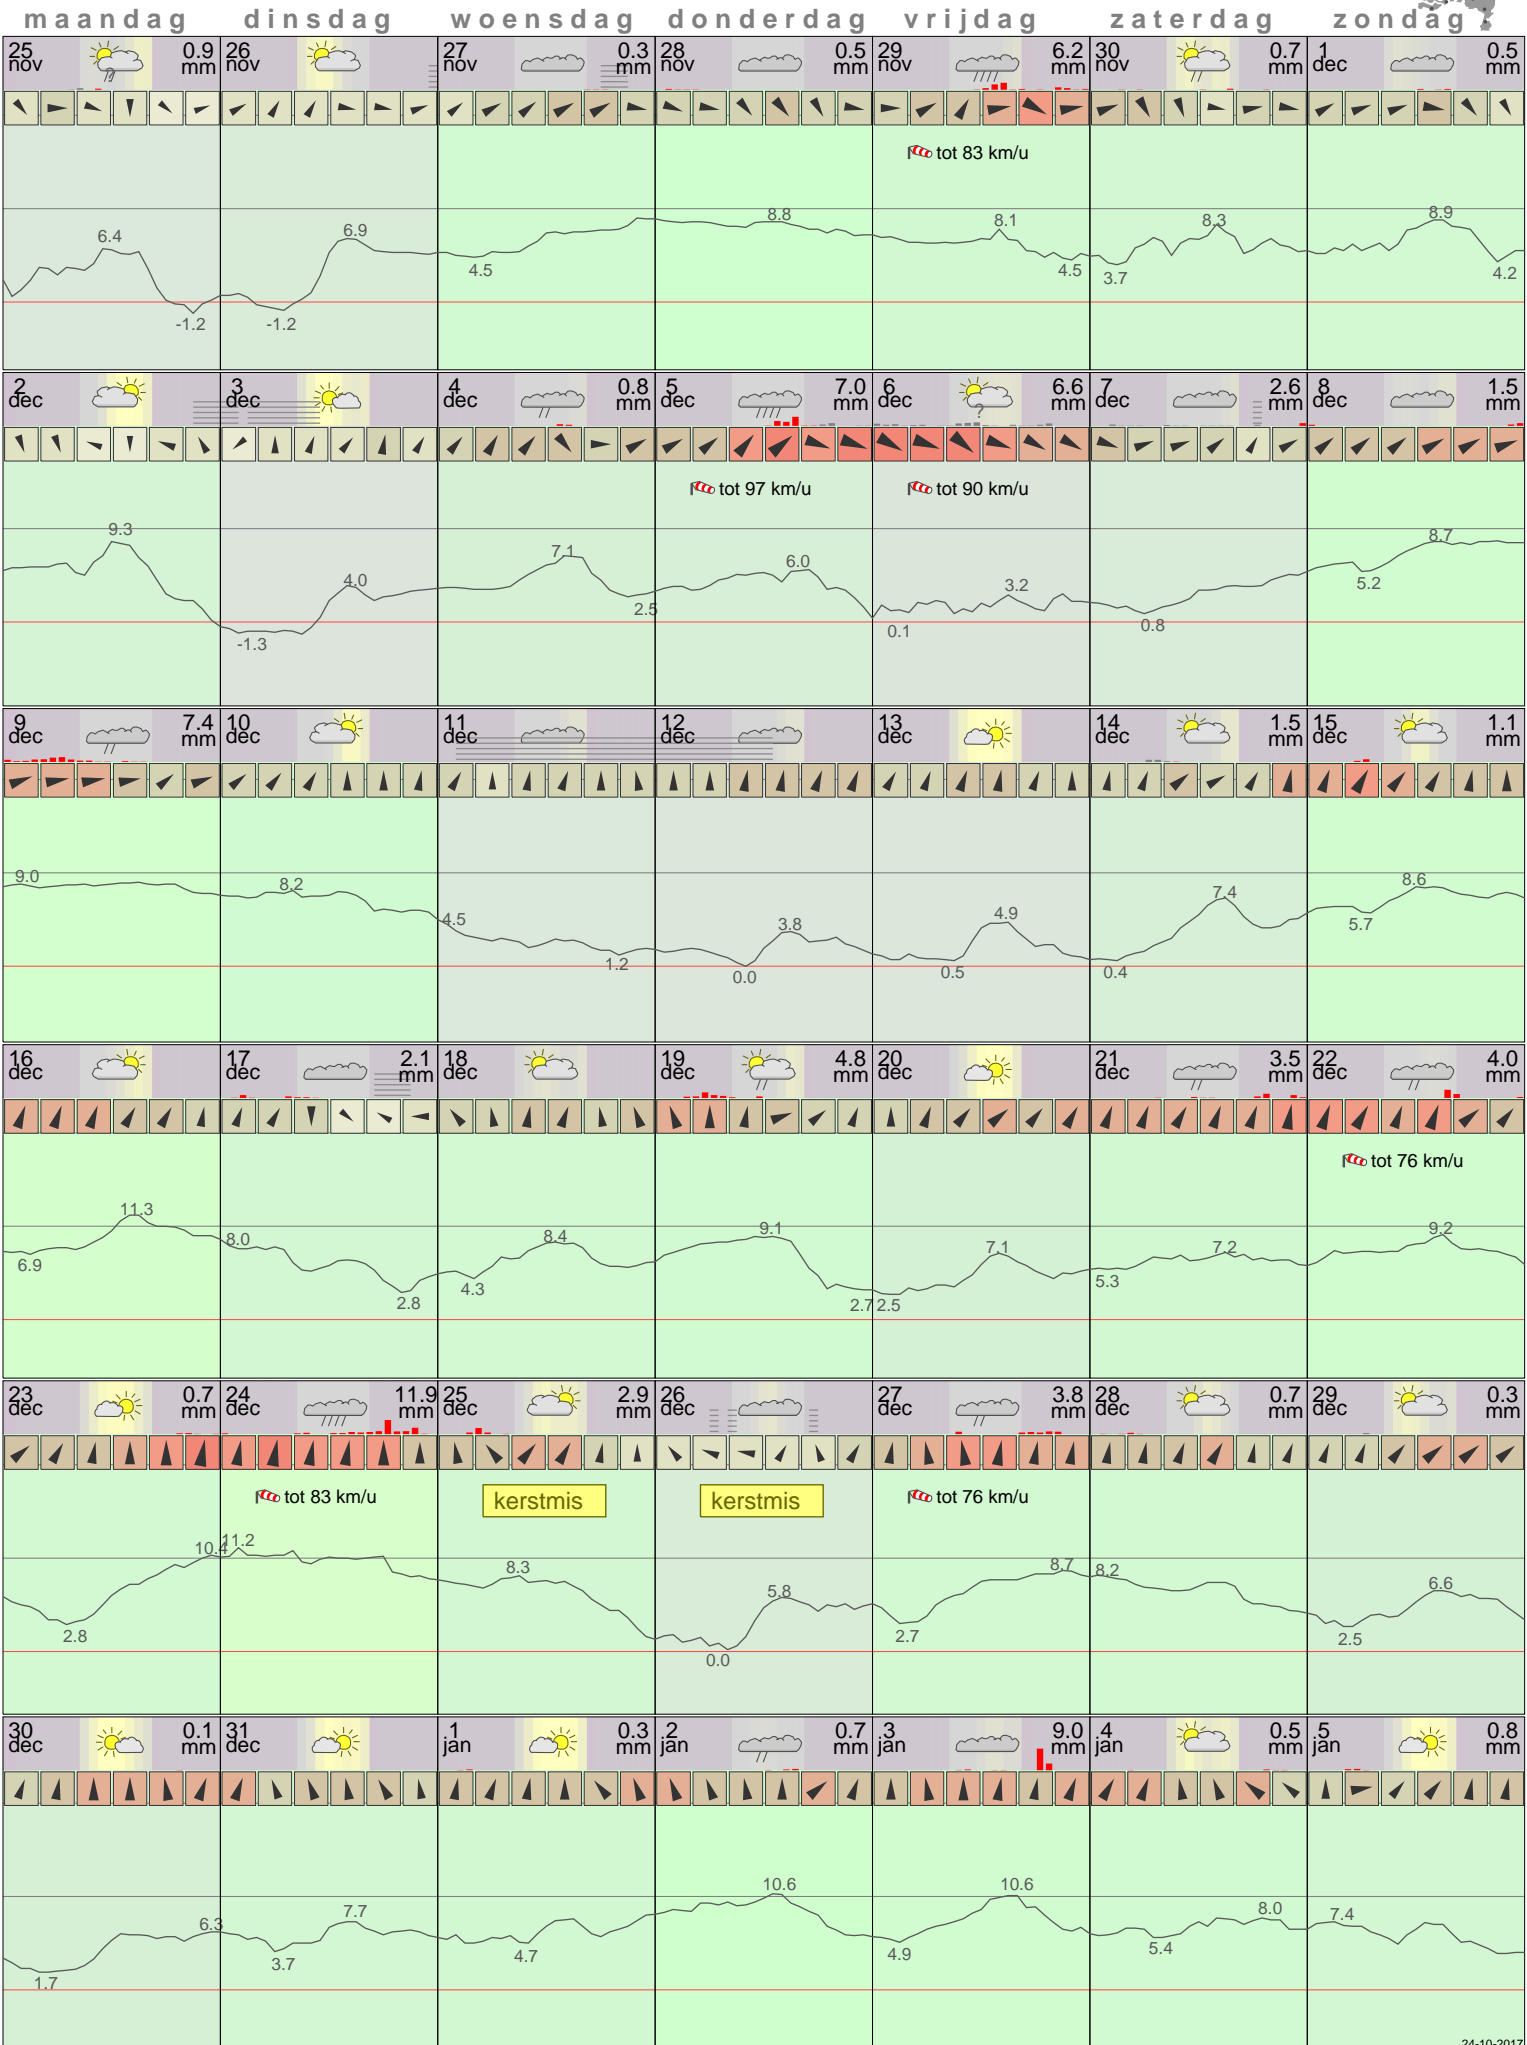 maandag dinsdag woensdag donderdag vrijdag zaterdag zondag
25 nov 0.9 mm 26 nov 27 nov 0.3 mm 28 nov 0.5 mm 29 nov 6.2 mm 30 nov 0.7 mm 1 dec 0.5 mm
?
tot 83 km/u
6.4 -1.2 6.9 -1.2 4.5 8.8 8.1 4.5 8.3 3.7 8.9 4.2
2 dec 3 dec 4 dec 0.8 mm 5 dec 7.0 mm 6 dec 6.6 mm 7 dec 2.6 mm 8 dec 1.5 mm
?
tot 97 km/u tot 90 km/u
9.3 -1.3 4.0 7.1 2.5 6.0 0.1 3.2 0.8 5.2 8.7
9 dec 7.4 mm 10 dec 11 dec 12 dec 13 dec 14 dec 1.5 mm 15 dec 1.1 mm
9.0 8.2 4.5 1.2 0.0 3.8 0.5 4.9 0.4 7.4 5.7 8.6
16 dec 17 dec 2.1 mm 18 dec 19 dec 4.8 mm 20 dec 21 dec 3.5 mm 22 dec 4.0 mm
tot 76 km/u
6.9 11.3 8.0 2.8 4.3 8.4 9.1 2.7 2.5 7.1 5.3 7.2 9.2
23 dec 0.7 mm 24 dec 11.9 25 dec 2.9 mm 26 dec 27 dec 3.8 mm 28 dec 0.7 mm 29 dec 0.3 mm
tot 83 km/u kerstmis kerstmis tot 76 km/u
2.8 10.4 11.2 8.3 0.0 5.8 2.7 8.7 8.2 2.5 6.6
30 dec 0.1 mm 31 dec 1 jan 0.3 mm 2 jan 0.7 mm 3 jan 9.0 mm 4 jan 0.5 mm 5 jan 0.8 mm
1.7 6.3 3.7 7.7 4.7 10.6 4.9 10.6 5.4 8.0 7.4
24-10-2017